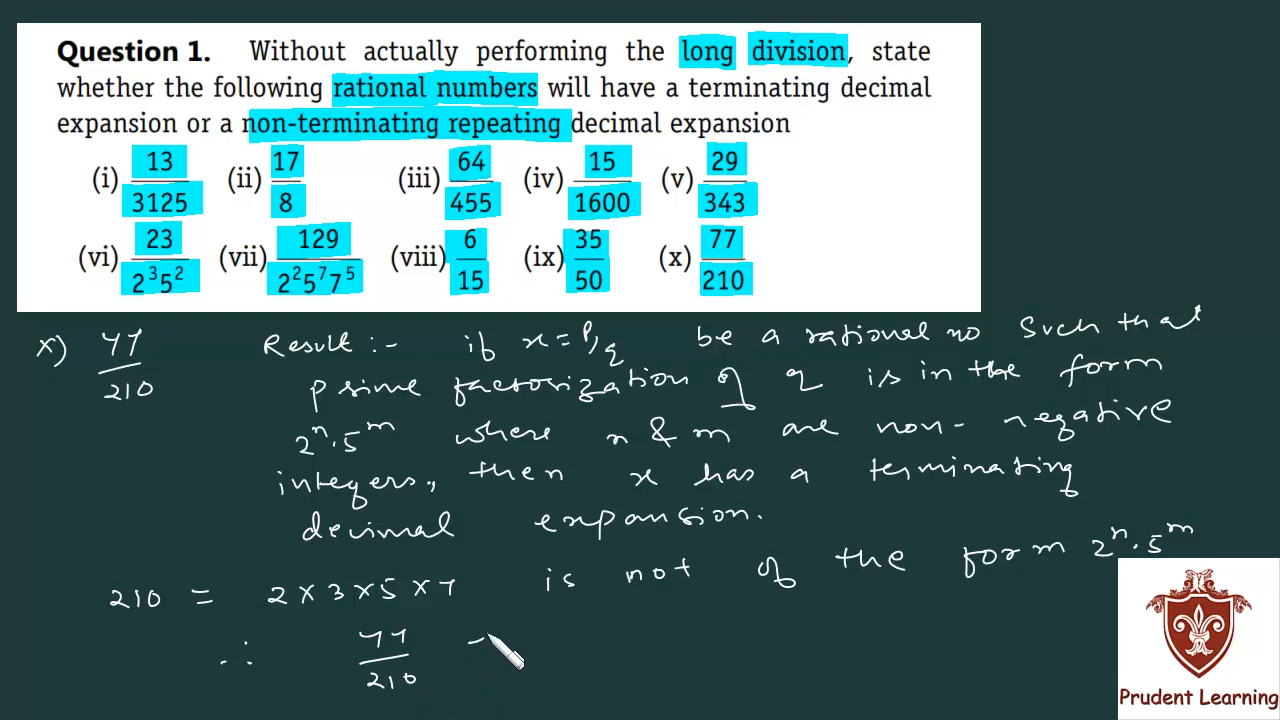 Question 1. Without actually performing the long division, state
whether the following rational numbers will have a terminating decimal
expansion or a non-terminating repeating decimal expansion
(i) 13/3125 (ii) 17/8 (iii) 64/455 (iv) 15/1600 (v) 29/343
(vi) 23/2³5² (vii) 129/2²5⁷7⁵ (viii) 6/15 (ix) 35/50 (x) 77/210
x) 77/210 Result :- if x = p/q be a rational no Such that
prime factorization of q is in the form
2ⁿ·5ᵐ where n & m are non-negative
integers., then x has a terminating
decimal expansion.
210 = 2 × 3 × 5 × 7 is not of the form 2ⁿ·5ᵐ
∴ 77/210
Prudent Learning